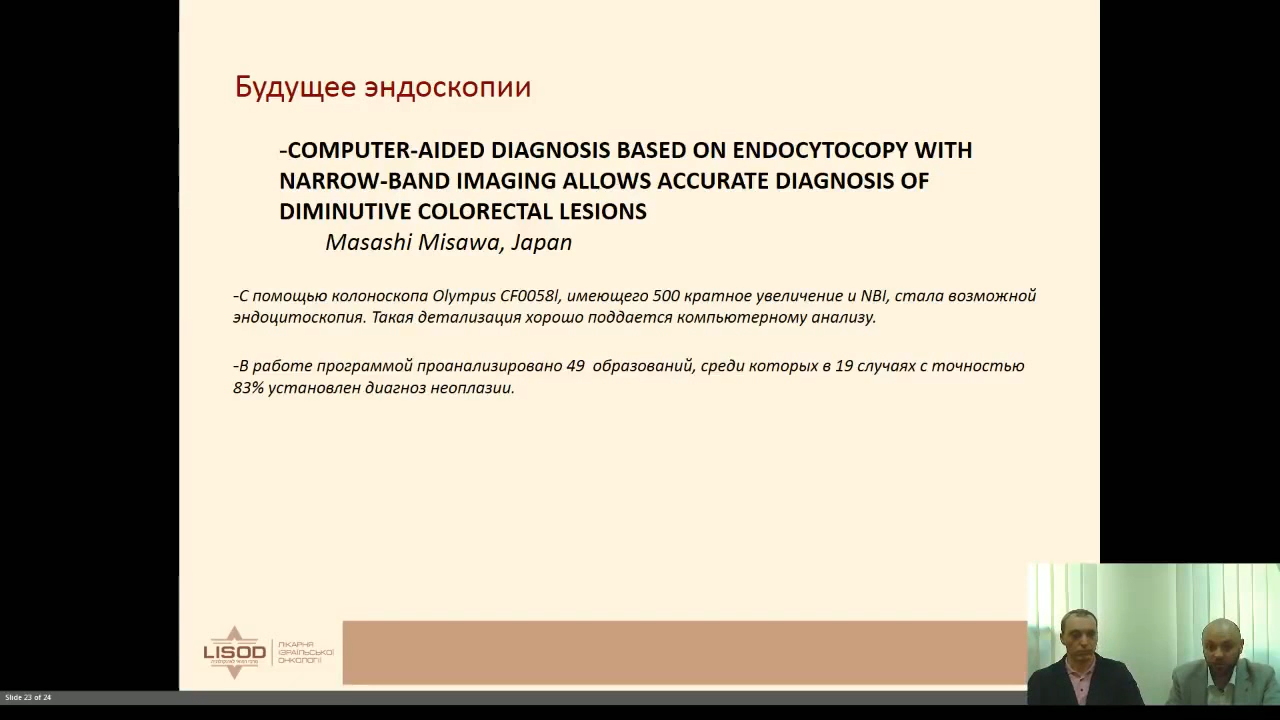 Будущее эндоскопии
-COMPUTER-AIDED DIAGNOSIS BASED ON ENDOCYTOCOPY WITH
NARROW-BAND IMAGING ALLOWS ACCURATE DIAGNOSIS OF
DIMINUTIVE COLORECTAL LESIONS
Masashi Misawa, Japan
-С помощью колоноскопа Olympus CF0058l, имеющего 500 кратное увеличение и NBI, стала возможной
эндоцитоскопия. Такая детализация хорошо поддается компьютерному анализу.
-В работе программой проанализировано 49 образований, среди которых в 19 случаях с точностью
83% установлен диагноз неоплазии.
LISOD
ЛІКАРНЯ
ІЗРАЇЛЬСЬКОЇ
ОНКОЛОГІЇ
Slide 23 of 24